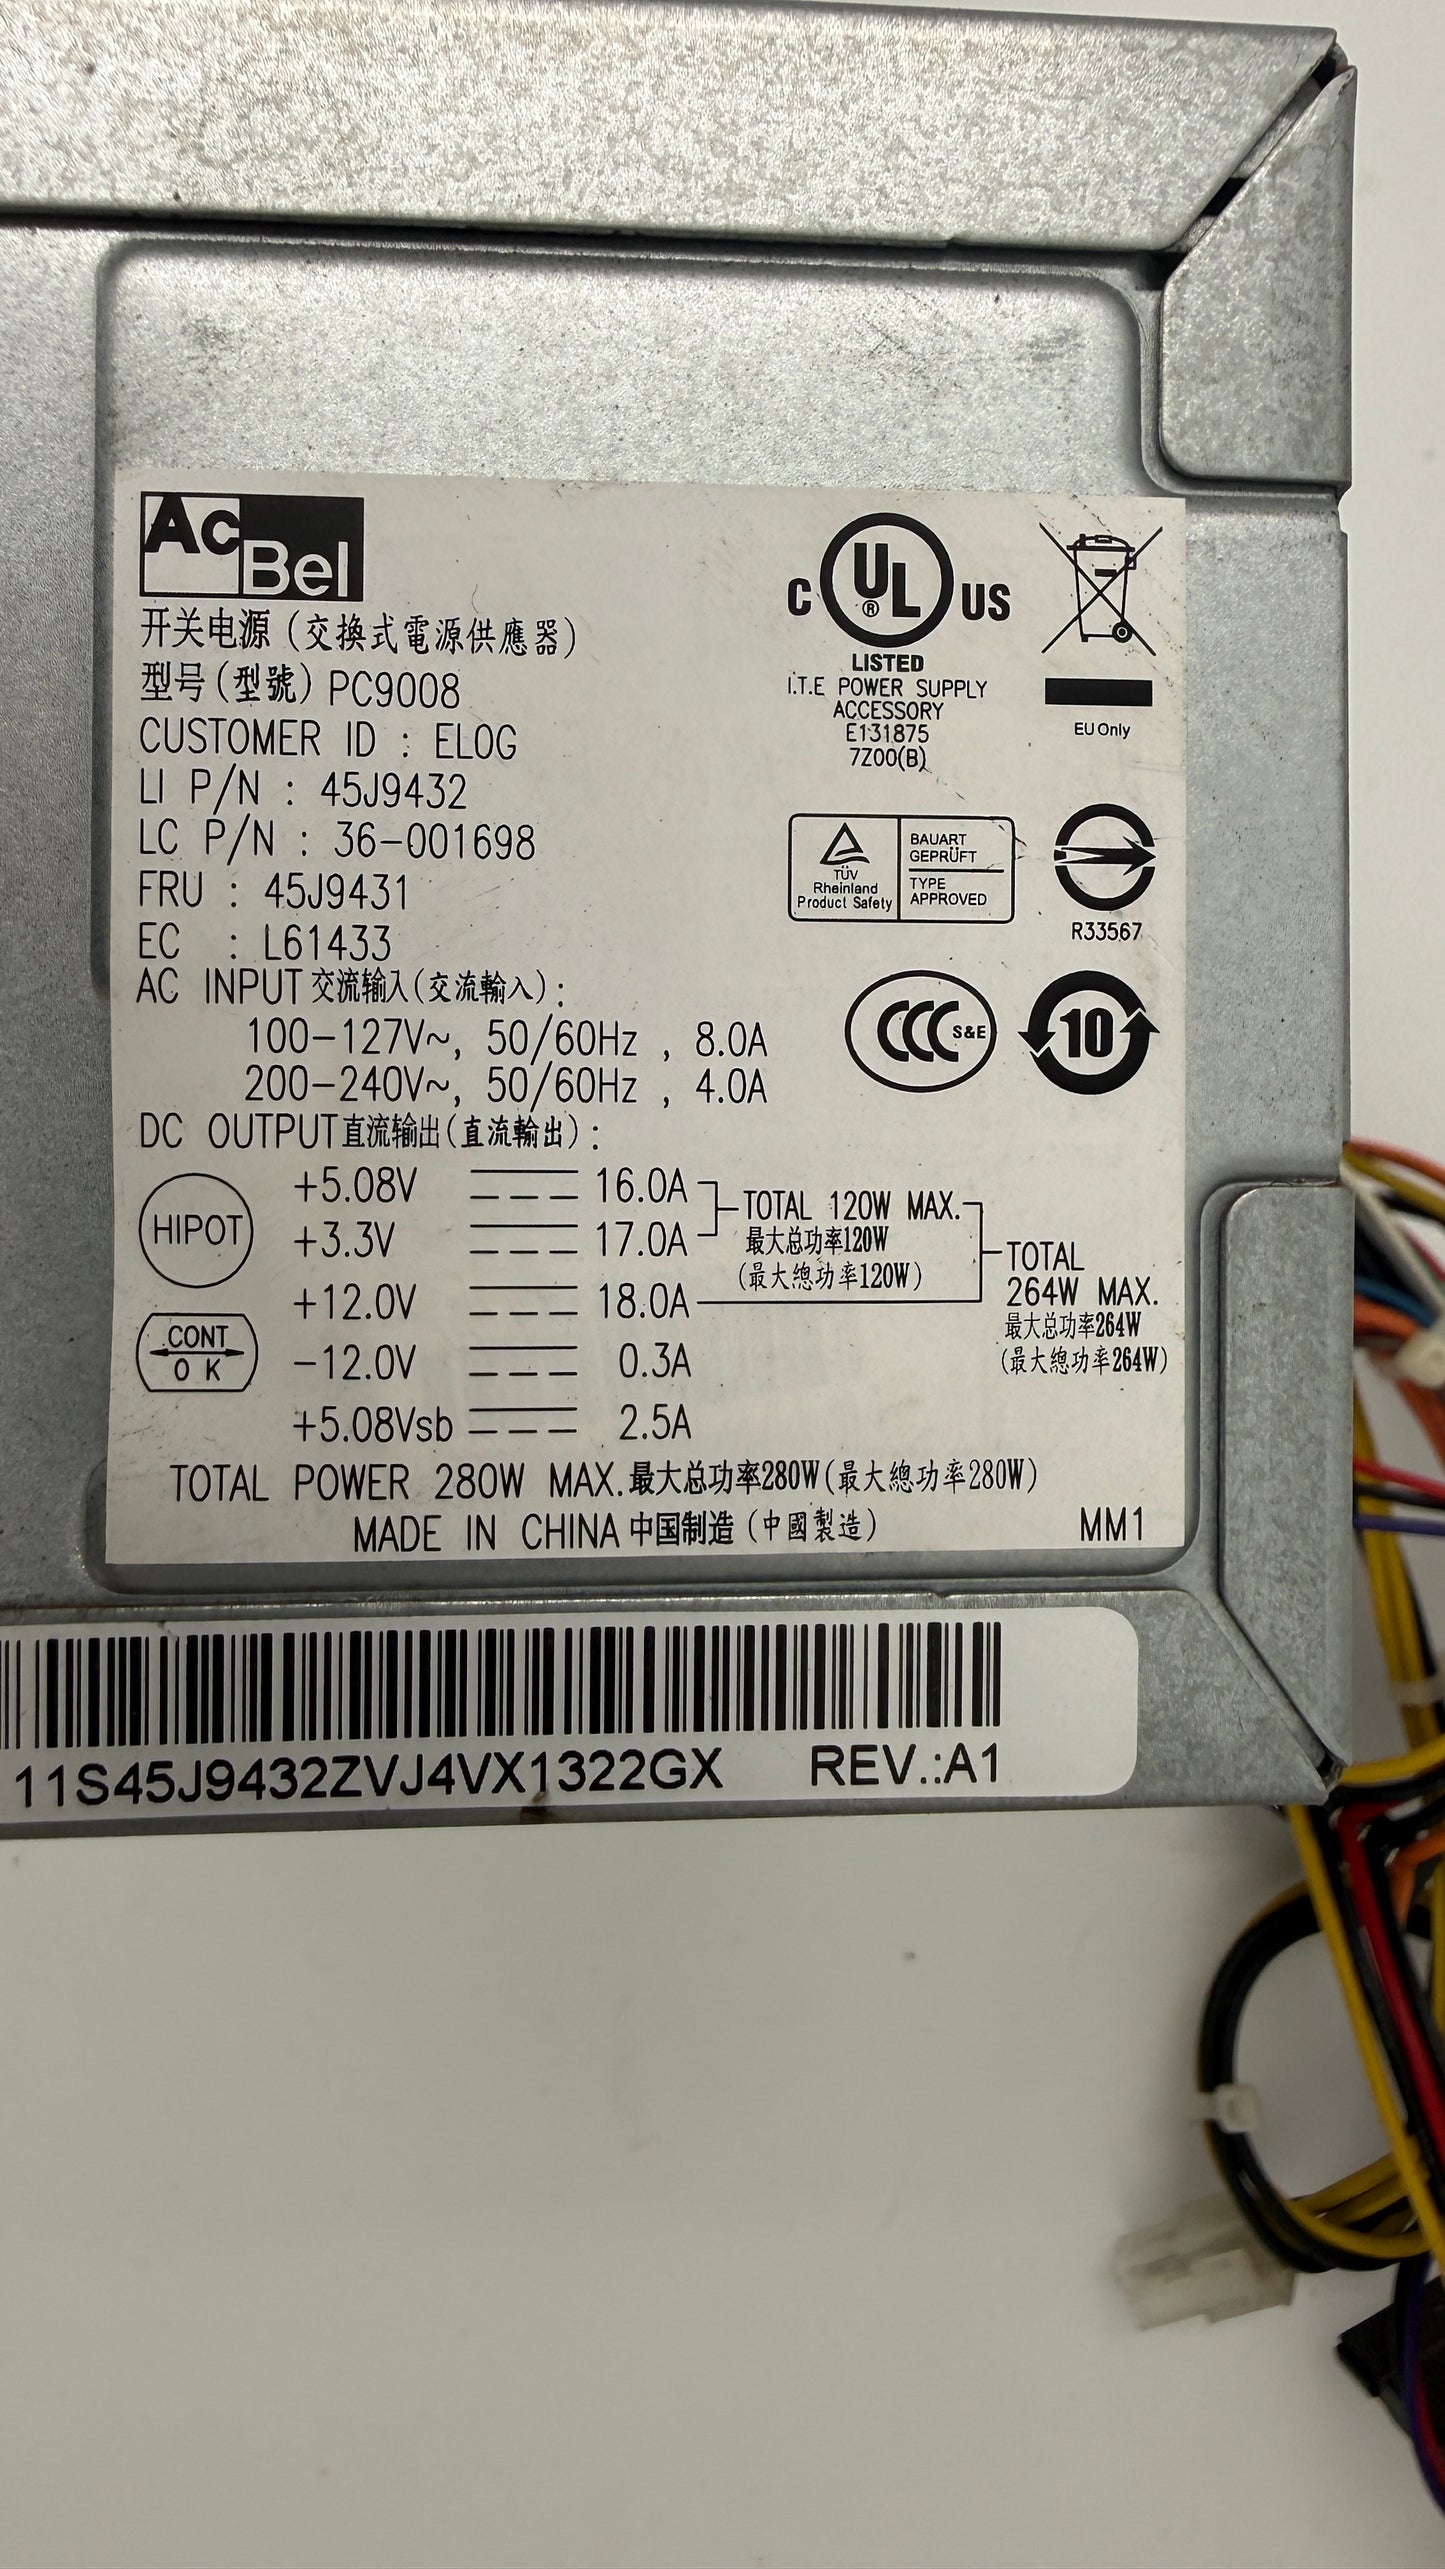 AcBel
开关电源 (交換式電源供應器)
型号(型號) PC9008
CUSTOMER ID : ELOG
LI P/N : 45J9432
LC P/N : 36-001698
FRU : 45J9431
EC : L61433
AC INPUT 交流输入(交流輸入):
100-127V~, 50/60Hz , 8.0A
200-240V~, 50/60Hz , 4.0A
DC OUTPUT 直流输出(直流輸出):
+5.08V 16.0A
+3.3V 17.0A
TOTAL 120W MAX.
最大总功率120W
(最大總功率120W)
+12.0V 18.0A
TOTAL
264W MAX.
最大总功率264W
(最大總功率264W)
-12.0V 0.3A
+5.08Vsb 2.5A
HIPOT
CONT
O K
TOTAL POWER 280W MAX.最大总功率280W(最大總功率280W)
MADE IN CHINA 中国制造 (中國製造) MM1
C UL ® US
LISTED
I.T.E POWER SUPPLY
ACCESSORY
E131875
7Z00(B)
EU Only
TÜV
Rheinland
Product Safety
BAUART
GEPRÜFT
TYPE
APPROVED
R33567
CCC S&E
10
11S45J9432ZVJ4VX1322GX REV.:A1